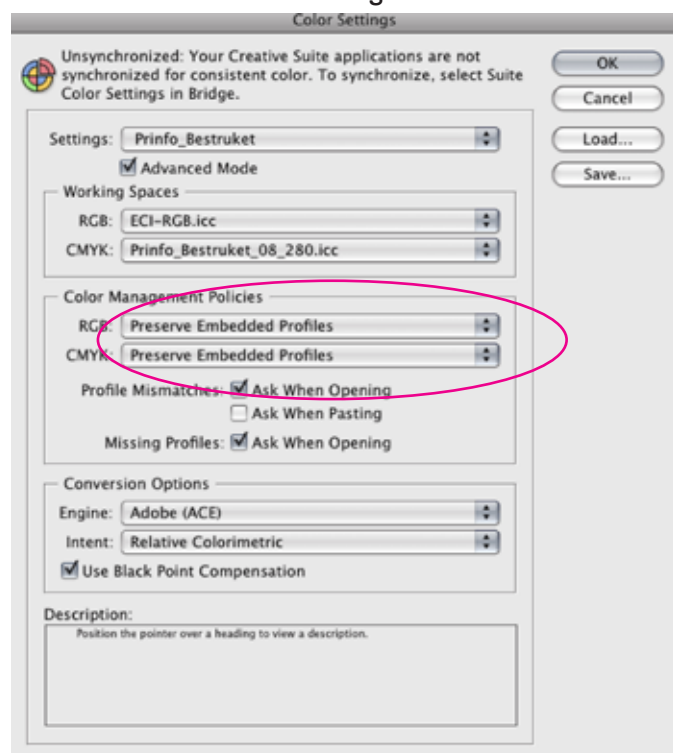 Color Settings
Unsynchronized: Your Creative Suite applications are not
synchronized for consistent color. To synchronize, select Suite
Color Settings in Bridge.
OK
Cancel
Load...
Save...
Settings: Prinfo_Bestruket
Advanced Mode
Working Spaces
RGB: ECI-RGB.icc
CMYK: Prinfo_Bestruket_08_280.icc
Color Management Policies
RGB: Preserve Embedded Profiles
CMYK: Preserve Embedded Profiles
Profile Mismatches: Ask When Opening
Ask When Pasting
Missing Profiles: Ask When Opening
Conversion Options
Engine: Adobe (ACE)
Intent: Relative Colorimetric
Use Black Point Compensation
Description:
Position the pointer over a heading to view a description.